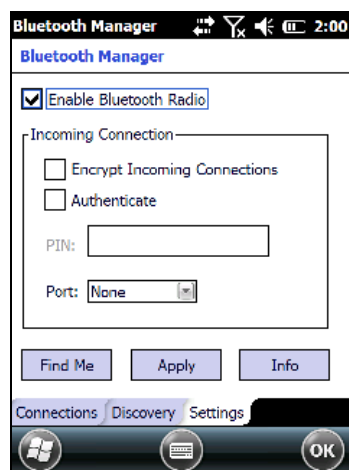 Bluetooth Manager 2:00
Bluetooth Manager
Enable Bluetooth Radio
Incoming Connection
Encrypt Incoming Connections
Authenticate
PIN:
Port: None
Find Me Apply Info
Connections Discovery Settings
OK